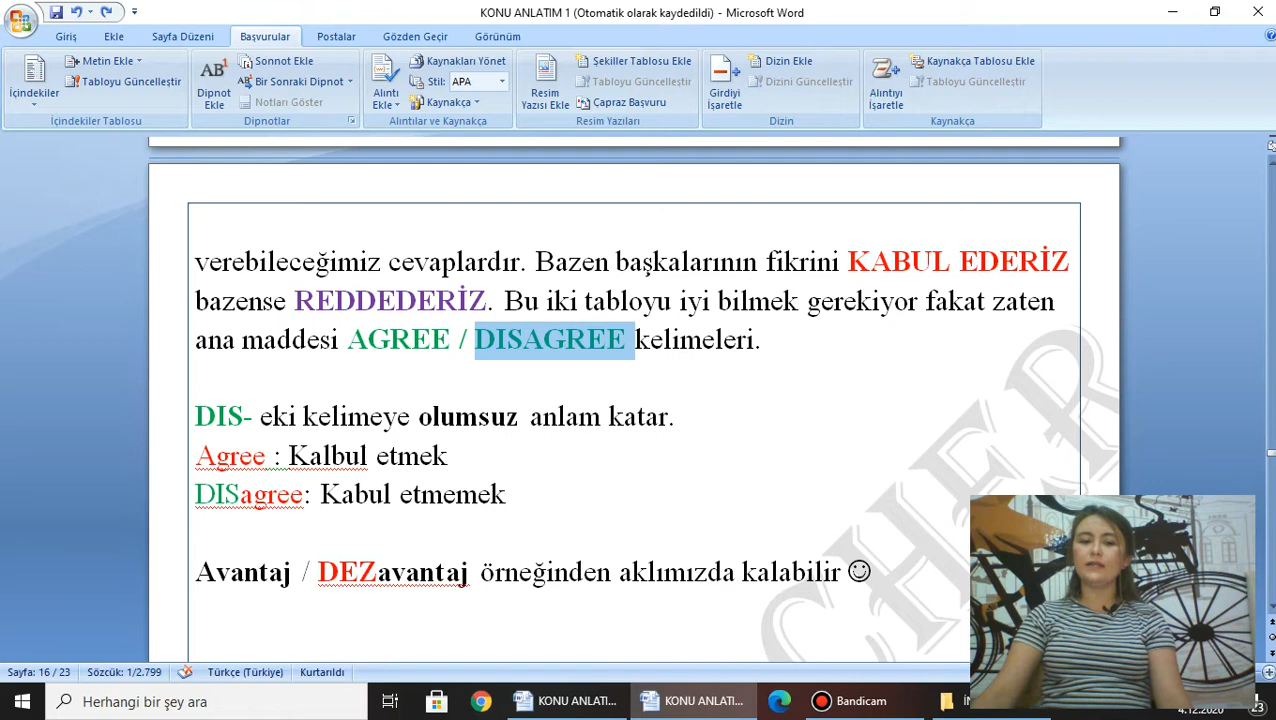 KONU ANLATIM 1 (Otomatik olarak kaydedildi) - Microsoft Word
Giriş Ekle Sayfa Düzeni Başvurular Postalar Gözden Geçir Görünüm
İçindekiler
Metin Ekle
Tabloyu Güncelleştir
İçindekiler Tablosu
AB1
Dipnot Ekle
Sonnot Ekle
Bir Sonraki Dipnot
Notları Göster
Dipnotlar
Alıntı Ekle
Kaynakları Yönet
Stil: APA
Kaynakça
Alıntılar ve Kaynakça
Resim Yazısı Ekle
Şekiller Tablosu Ekle
Tabloyu Güncelleştir
Çapraz Başvuru
Resim Yazıları
Girdiyi İşaretle
Dizin Ekle
Dizini Güncelleştir
Dizin
Alıntıyı İşaretle
Kaynakça Tablosu Ekle
Tabloyu Güncelleştir
Kaynakça
verebileceğimiz cevaplardır. Bazen başkalarının fikrini KABUL EDERİZ
bazense REDDEDERİZ. Bu iki tabloyu iyi bilmek gerekiyor fakat zaten
ana maddesi AGREE / DISAGREE kelimeleri.
DIS- eki kelimeye olumsuz anlam katar.
Agree : Kalbul etmek
DISagree: Kabul etmemek
Avantaj / DEZavantaj örneğinden aklımızda kalabilir ☺
CHER
Sayfa: 16 / 23 Sözcük: 1/2.799 Türkçe (Türkiye) Kurtarıldı
Herhangi bir şey ara
KONU ANLATI... KONU ANLATI... Bandicam
4.12.2020
23